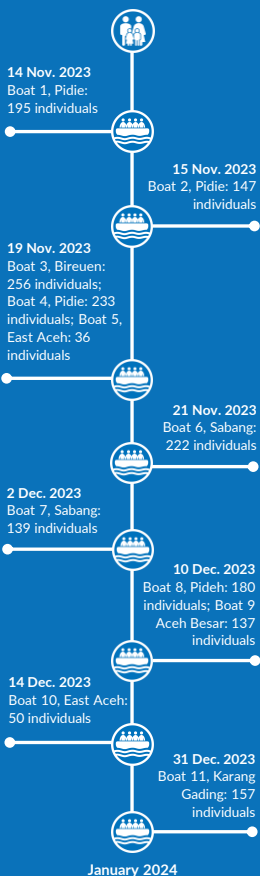 14 Nov. 2023
Boat 1, Pidie:
195 individuals
15 Nov. 2023
Boat 2, Pidie: 147
individuals
19 Nov. 2023
Boat 3, Bireuen:
256 individuals;
Boat 4, Pidie: 233
individuals; Boat 5,
East Aceh: 36
individuals
21 Nov. 2023
Boat 6, Sabang:
222 individuals
2 Dec. 2023
Boat 7, Sabang:
139 individuals
10 Dec. 2023
Boat 8, Pideh: 180
individuals; Boat 9
Aceh Besar: 137
individuals
14 Dec. 2023
Boat 10, East Aceh:
50 individuals
31 Dec. 2023
Boat 11, Karang
Gading: 157
individuals
January 2024